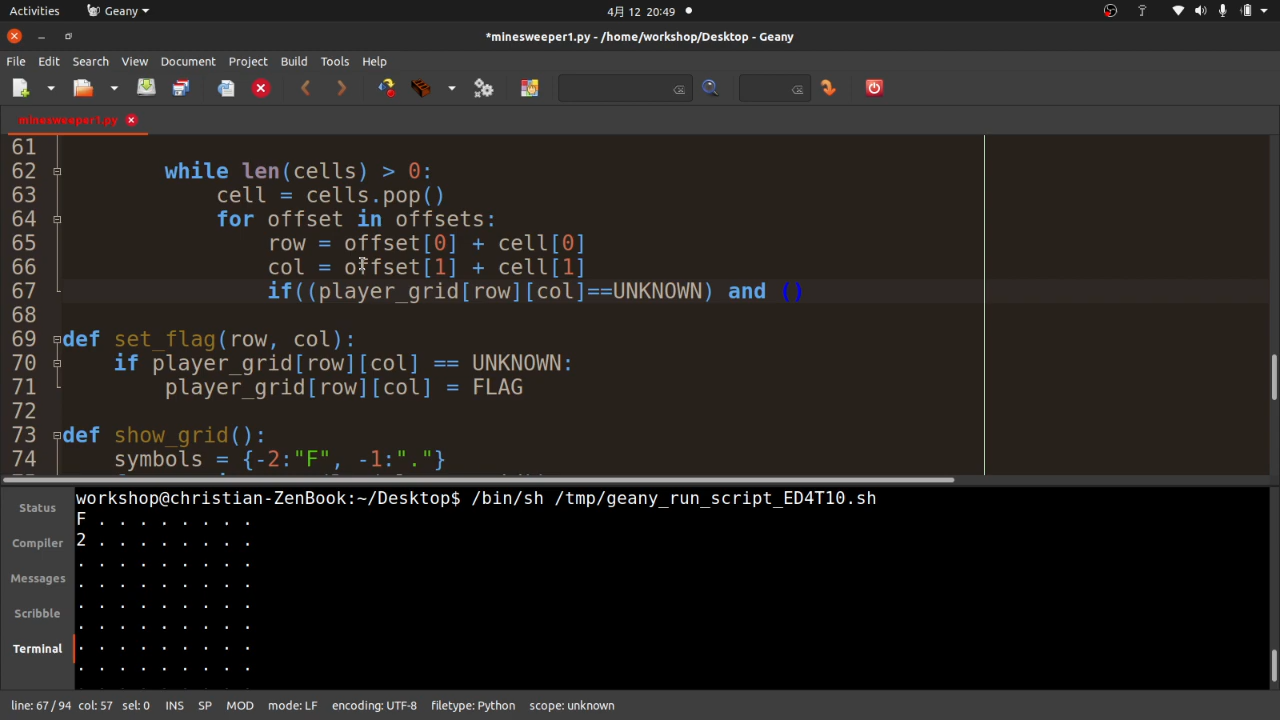 Activities Geany 4月 12 20:49
*minesweeper1.py - /home/workshop/Desktop - Geany
File Edit Search View Document Project Build Tools Help
minesweeper1.py
61
62 while len(cells) > 0:
63 cell = cells.pop()
64 for offset in offsets:
65 row = offset[0] + cell[0]
66 col = offset[1] + cell[1]
67 if((player_grid[row][col]==UNKNOWN) and ()
68
69 def set_flag(row, col):
70 if player_grid[row][col] == UNKNOWN:
71 player_grid[row][col] = FLAG
72
73 def show_grid():
74 symbols = {-2:"F", -1:"."}
Status
Compiler
Messages
Scribble
Terminal
workshop@christian-ZenBook:~/Desktop$ /bin/sh /tmp/geany_run_script_ED4T10.sh
F . . . . . . . .
2 . . . . . . . .
. . . . . . . . .
. . . . . . . . .
. . . . . . . . .
. . . . . . . . .
. . . . . . . . .
. . . . . . . . .
line: 67 / 94 col: 57 sel: 0 INS SP MOD mode: LF encoding: UTF-8 filetype: Python scope: unknown